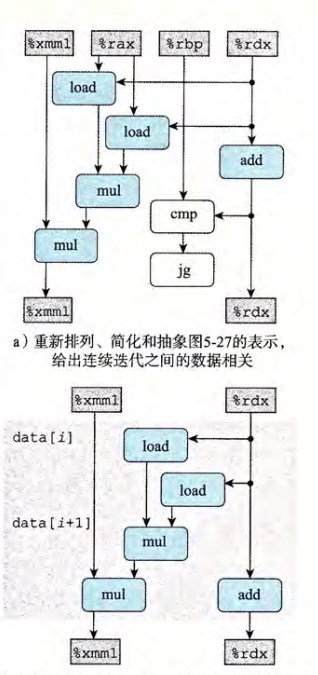 %xmm1 %rax %rbp %rdx
load
load
add
mul
cmp
mul
jg
%xmm1 %rdx
a）重新排列、简化和抽象图5-27的表示，
给出连续迭代之间的数据相关
%xmm1 %rdx
data[i]
load
load
data[i+1]
mul
mul add
%xmm1 %rdx